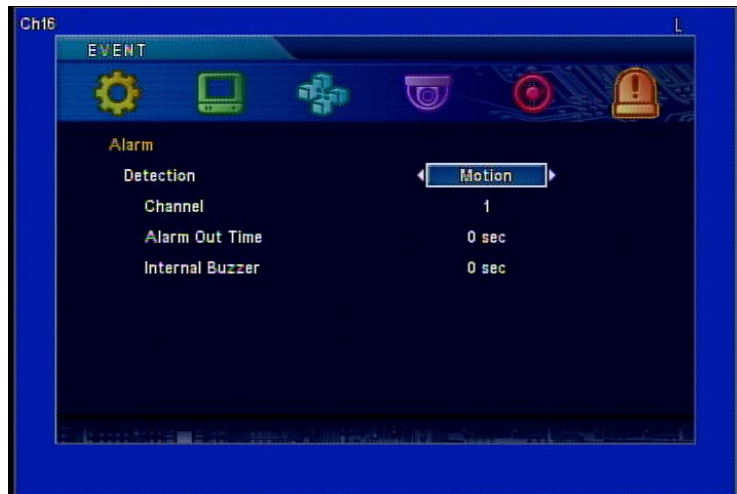 Ch16
L
EVENT
Alarm
Detection Motion
Channel 1
Alarm Out Time 0 sec
Internal Buzzer 0 sec